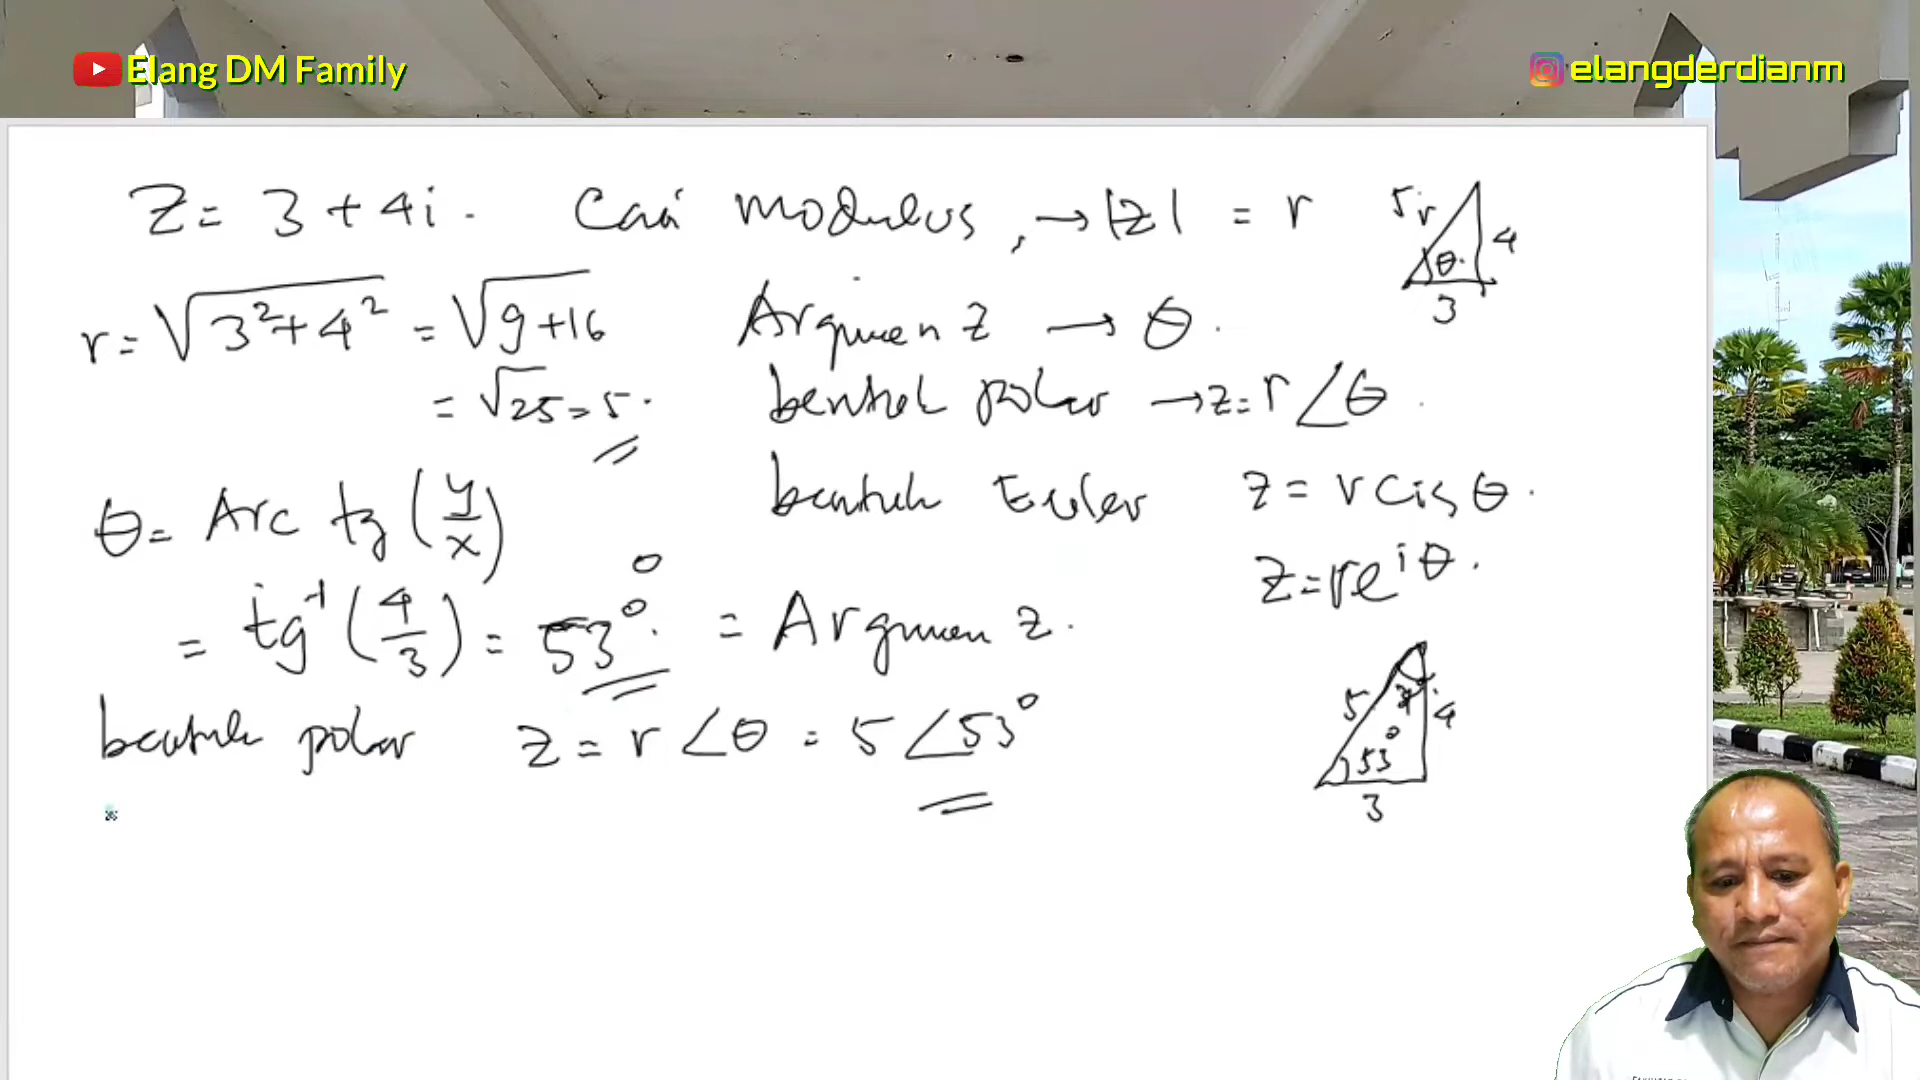 Elang DM Family
elangderdianm
Z = 3 + 4i. Cari modulus, → |z| = r
5 r θ 4 3
r = √3²+4² = √9+16
= √25 = 5.
Argumen z → θ.
bentuk polar → z = r ∠θ.
bentuk Euler z = r cis θ.
z = re^iθ.
θ = Arc tg (y/x)
= tg⁻¹ (4/3) = 53° = Argumen z.
bentuk polar z = r ∠θ = 5 ∠53°
5 4 53° 3